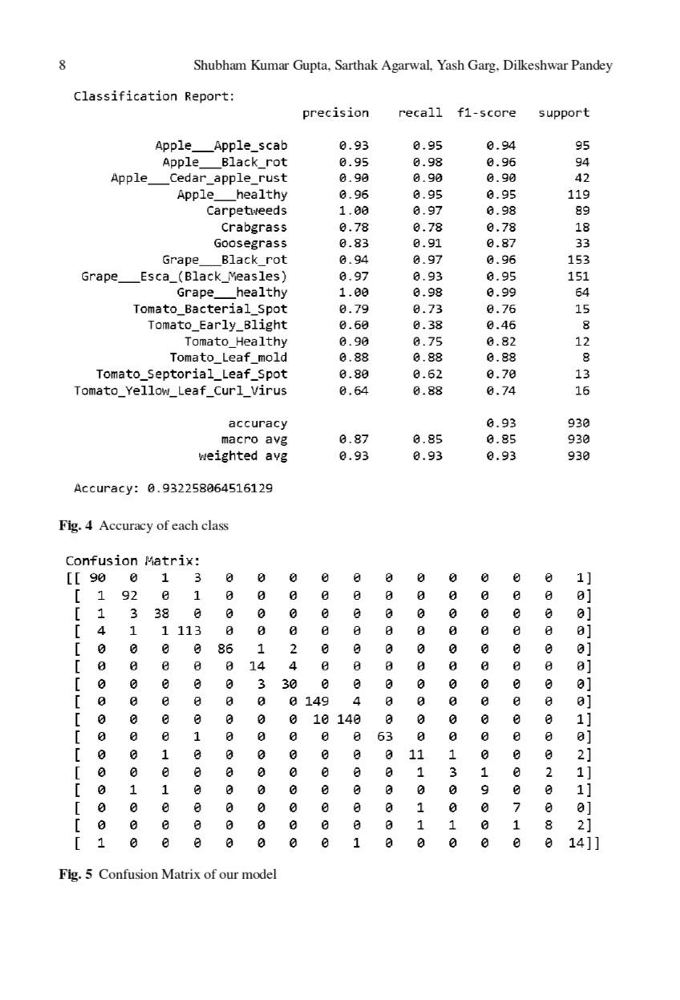 8 Shubham Kumar Gupta, Sarthak Agarwal, Yash Garg, Dilkeshwar Pandey
Classification Report:
precision recall f1-score support
Apple___Apple_scab 0.93 0.95 0.94 95
Apple___Black_rot 0.95 0.98 0.96 94
Apple___Cedar_apple_rust 0.90 0.90 0.90 42
Apple___healthy 0.96 0.95 0.95 119
Carpetweeds 1.00 0.97 0.98 89
Crabgrass 0.78 0.78 0.78 18
Goosegrass 0.83 0.91 0.87 33
Grape___Black_rot 0.94 0.97 0.96 153
Grape___Esca_(Black_Measles) 0.97 0.93 0.95 151
Grape___healthy 1.00 0.98 0.99 64
Tomato_Bacterial_Spot 0.79 0.73 0.76 15
Tomato_Early_Blight 0.60 0.38 0.46 8
Tomato_Healthy 0.90 0.75 0.82 12
Tomato_Leaf_mold 0.88 0.88 0.88 8
Tomato_Septorial_Leaf_Spot 0.80 0.62 0.70 13
Tomato_Yellow_Leaf_Curl_Virus 0.64 0.88 0.74 16
accuracy 0.93 930
macro avg 0.87 0.85 0.85 930
weighted avg 0.93 0.93 0.93 930
Accuracy: 0.932258064516129
Fig. 4 Accuracy of each class
Confusion Matrix:
[[ 90 0 1 3 0 0 0 0 0 0 0 0 0 0 0 1]
[ 1 92 0 1 0 0 0 0 0 0 0 0 0 0 0 0]
[ 1 3 38 0 0 0 0 0 0 0 0 0 0 0 0 0]
[ 4 1 1 113 0 0 0 0 0 0 0 0 0 0 0 0]
[ 0 0 0 0 86 1 2 0 0 0 0 0 0 0 0 0]
[ 0 0 0 0 0 14 4 0 0 0 0 0 0 0 0 0]
[ 0 0 0 0 0 3 30 0 0 0 0 0 0 0 0 0]
[ 0 0 0 0 0 0 0 149 4 0 0 0 0 0 0 0]
[ 0 0 0 0 0 0 0 10 140 0 0 0 0 0 0 1]
[ 0 0 0 1 0 0 0 0 0 63 0 0 0 0 0 0]
[ 0 0 1 0 0 0 0 0 0 0 11 1 0 0 0 2]
[ 0 0 0 0 0 0 0 0 0 0 1 3 1 0 2 1]
[ 0 1 1 0 0 0 0 0 0 0 0 0 9 0 0 1]
[ 0 0 0 0 0 0 0 0 0 0 1 0 0 7 0 0]
[ 0 0 0 0 0 0 0 0 0 0 1 1 0 1 8 2]
[ 1 0 0 0 0 0 0 0 1 0 0 0 0 0 0 14]]
Fig. 5 Confusion Matrix of our model